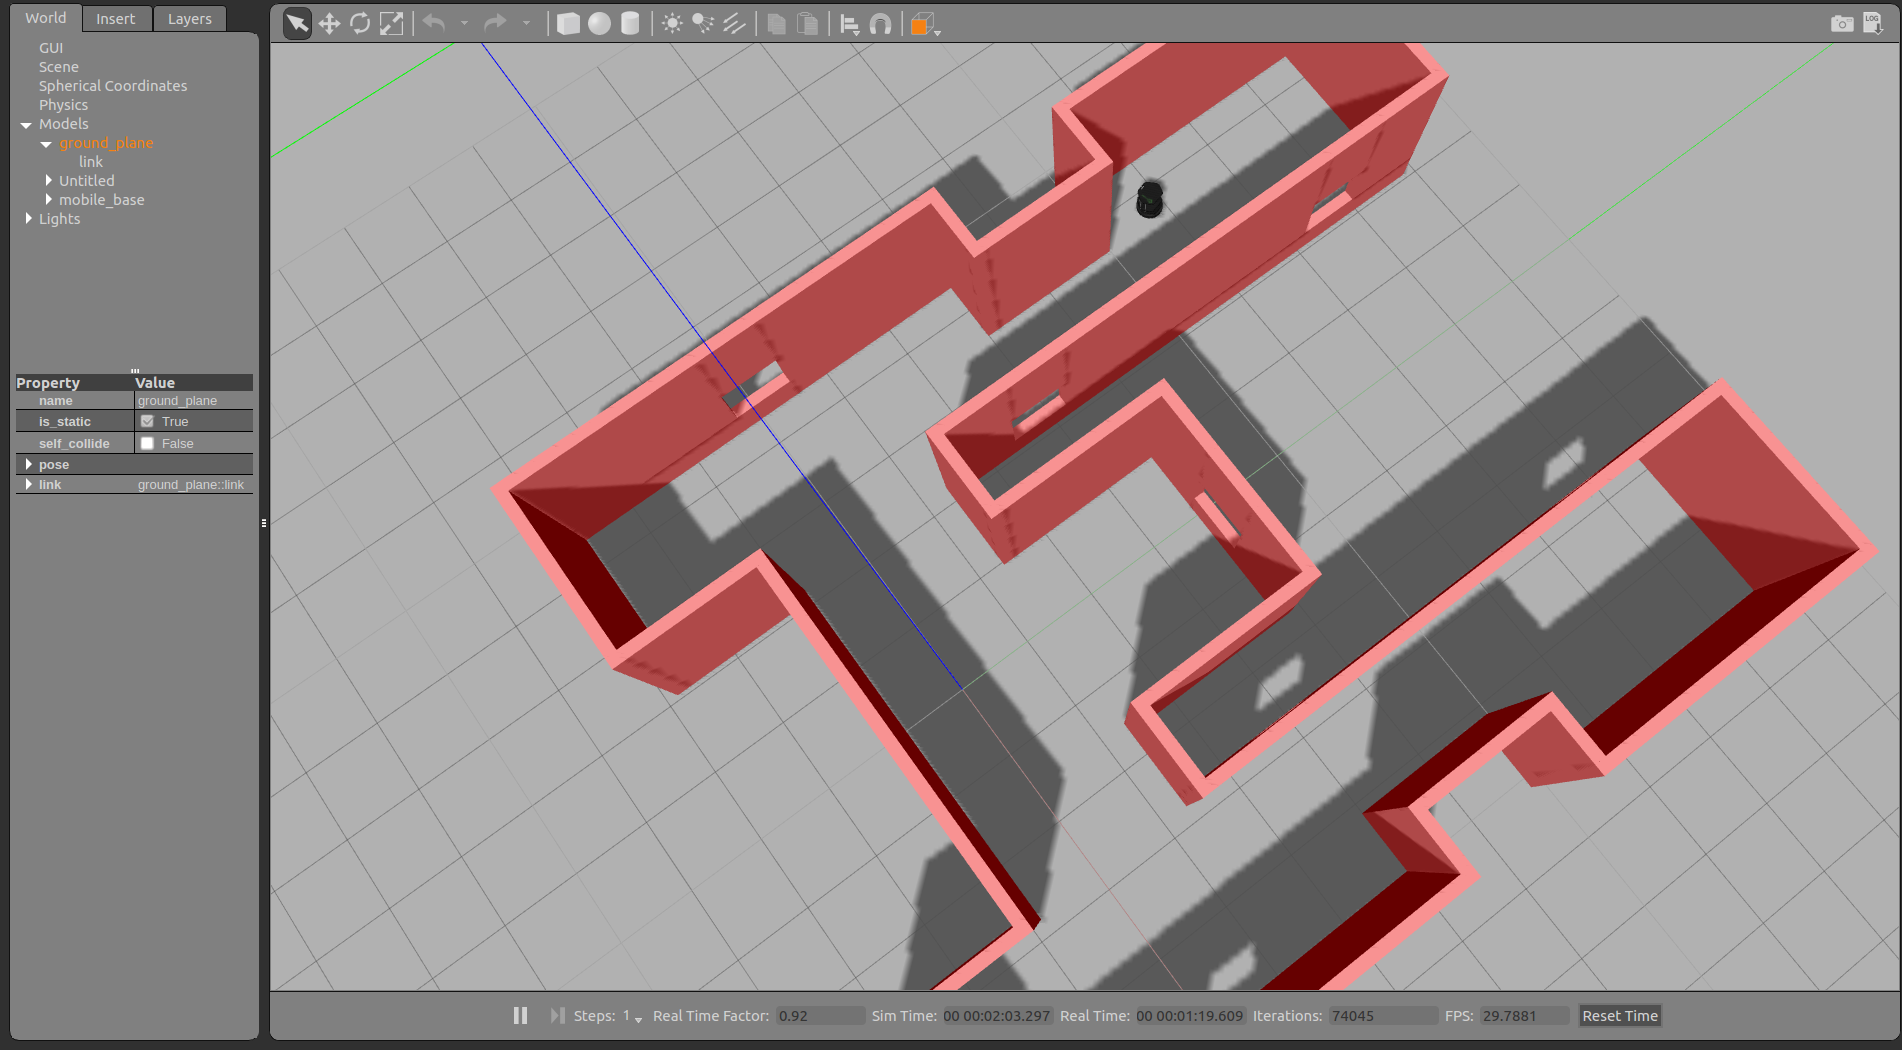 World Insert Layers
LOG
GUI
Scene
Spherical Coordinates
Physics
Models
ground_plane
link
Untitled
mobile_base
Lights
Property Value
name ground_plane
is_static True
self_collide False
pose
link ground_plane::link
Steps: 1 Real Time Factor: 0.92 Sim Time: 00 00:02:03.297 Real Time: 00 00:01:19.609 Iterations: 74045 FPS: 29.7881 Reset Time